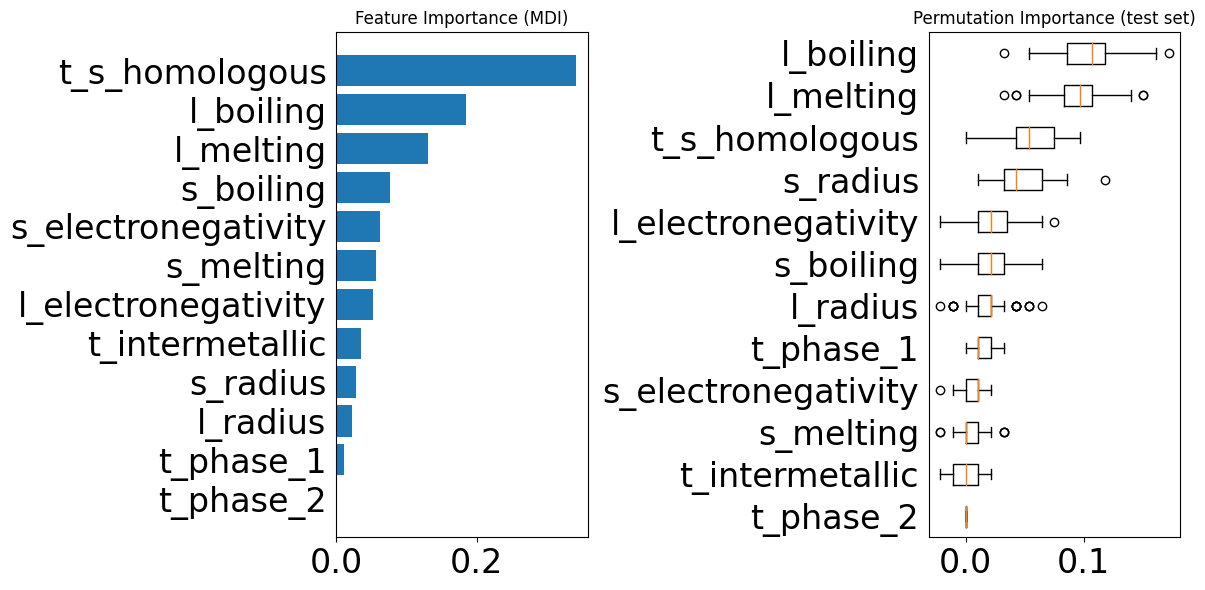 Feature Importance (MDI)
t_s_homologous
l_boiling
l_melting
s_boiling
s_electronegativity
s_melting
l_electronegativity
t_intermetallic
s_radius
l_radius
t_phase_1
t_phase_2
0.0
0.2
Permutation Importance (test set)
l_boiling
l_melting
t_s_homologous
s_radius
l_electronegativity
s_boiling
l_radius
t_phase_1
s_electronegativity
s_melting
t_intermetallic
t_phase_2
0.0
0.1